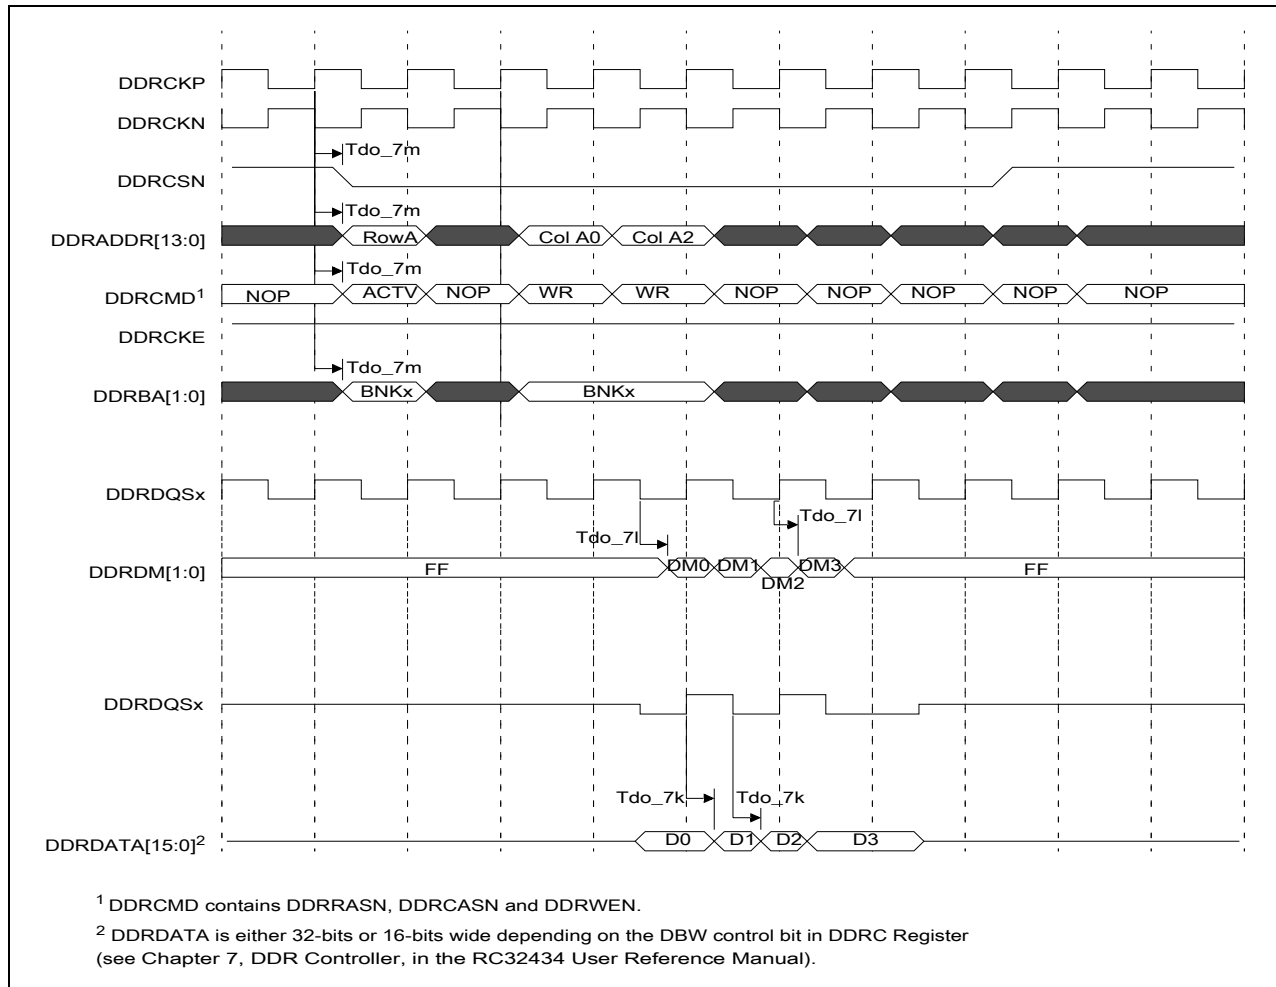 DDRCKP
DDRCKN
Tdo_7m
DDRCSN
Tdo_7m
DDRADDR[13:0] RowA Col A0 Col A2
Tdo_7m
DDRCMD1 NOP ACTV NOP WR WR NOP NOP NOP NOP NOP
DDRCKE
Tdo_7m
DDRBA[1:0] BNKx BNKx
DDRDQSx
Tdo_7l Tdo_7l
DDRDM[1:0] FF DM0 DM1 DM2 DM3 FF
DDRDQSx
Tdo_7k Tdo_7k
DDRDATA[15:0]2 D0 D1 D2 D3
1 DDRCMD contains DDRRASN, DDRCASN and DDRWEN.
2 DDRDATA is either 32-bits or 16-bits wide depending on the DBW control bit in DDRC Register
(see Chapter 7, DDR Controller, in the RC32434 User Reference Manual).